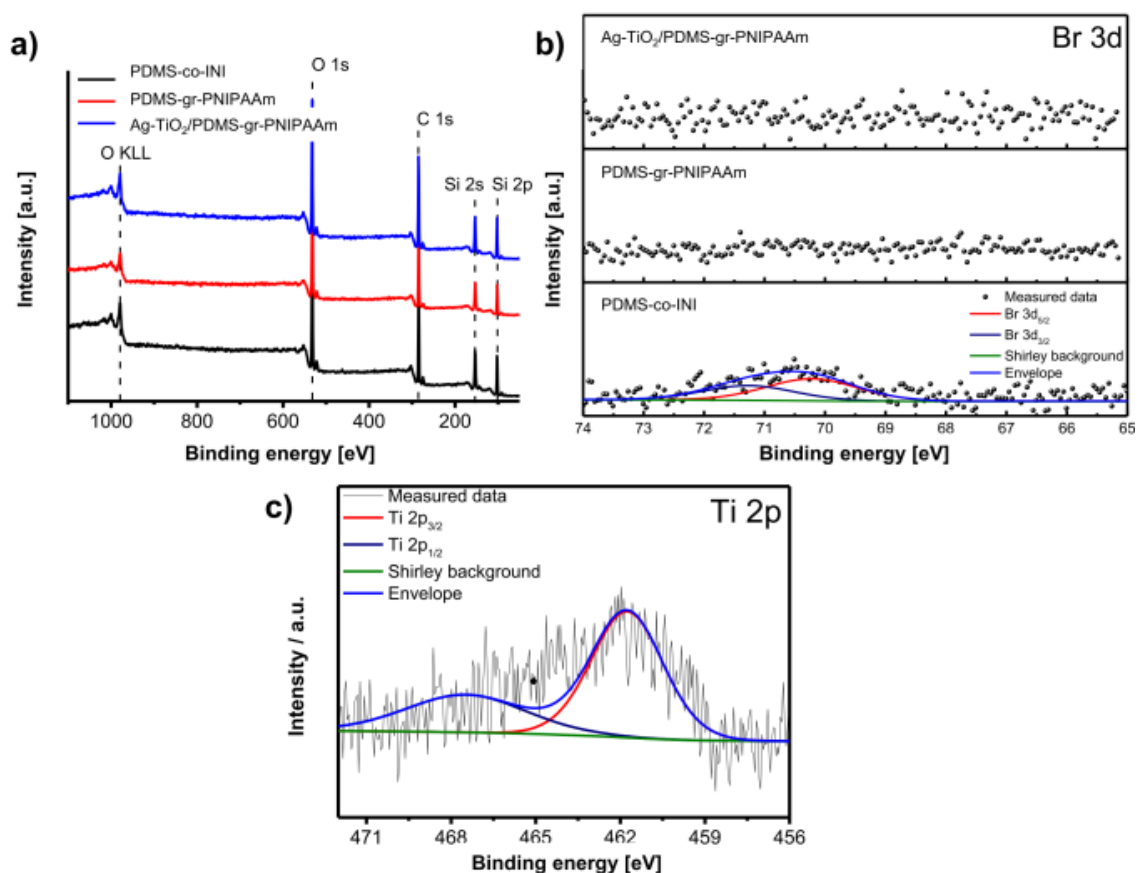 a)
PDMS-co-INI
PDMS-gr-PNIPAAm
Ag-TiO₂/PDMS-gr-PNIPAAm
O KLL
O 1s
C 1s
Si 2s
Si 2p
Intensity [a.u.]
1000 800 600 400 200
Binding energy [eV]
b)
Br 3d
Ag-TiO₂/PDMS-gr-PNIPAAm
PDMS-gr-PNIPAAm
PDMS-co-INI
Measured data
Br 3d₅/₂
Br 3d₃/₂
Shirley background
Envelope
Intensity [a.u.]
74 73 72 71 70 69 68 67 66 65
Binding energy [eV]
c)
Ti 2p
Measured data
Ti 2p₃/₂
Ti 2p₁/₂
Shirley background
Envelope
Intensity / a.u.
471 468 465 462 459 456
Binding energy [eV]